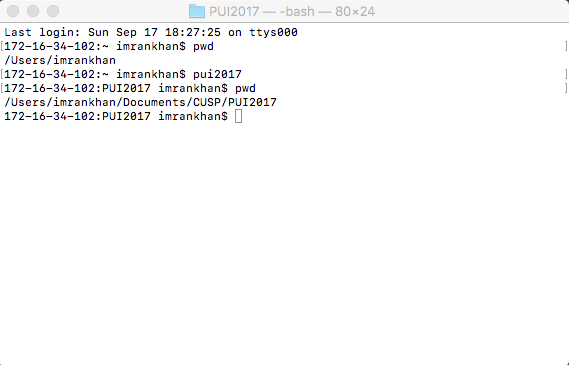 PUI2017 — -bash — 80×24
Last login: Sun Sep 17 18:27:25 on ttys000
[172-16-34-102:~ imrankhan$ pwd ]
/Users/imrankhan
[172-16-34-102:~ imrankhan$ pui2017 ]
[172-16-34-102:PUI2017 imrankhan$ pwd ]
/Users/imrankhan/Documents/CUSP/PUI2017
172-16-34-102:PUI2017 imrankhan$